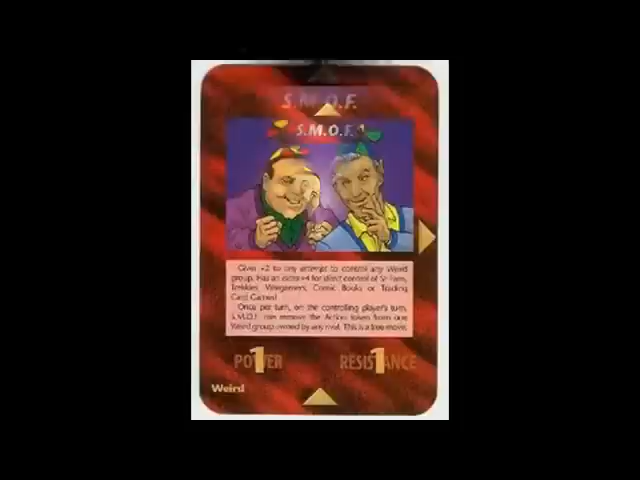 S.M.O.F.
S.M.O.F.
Gives +2 to any attempt to control any Weird
group. Has an extra +4 for direct control of SF Fans,
Trekkies, Wargamers, Comic Books or Trading
Card Games!
Once per turn, on the controlling player's turn,
S.M.O.F. can remove the Action token from one
Weird group owned by any rival. This is a free move.
POWER 1 RESISTANCE 1
Weird